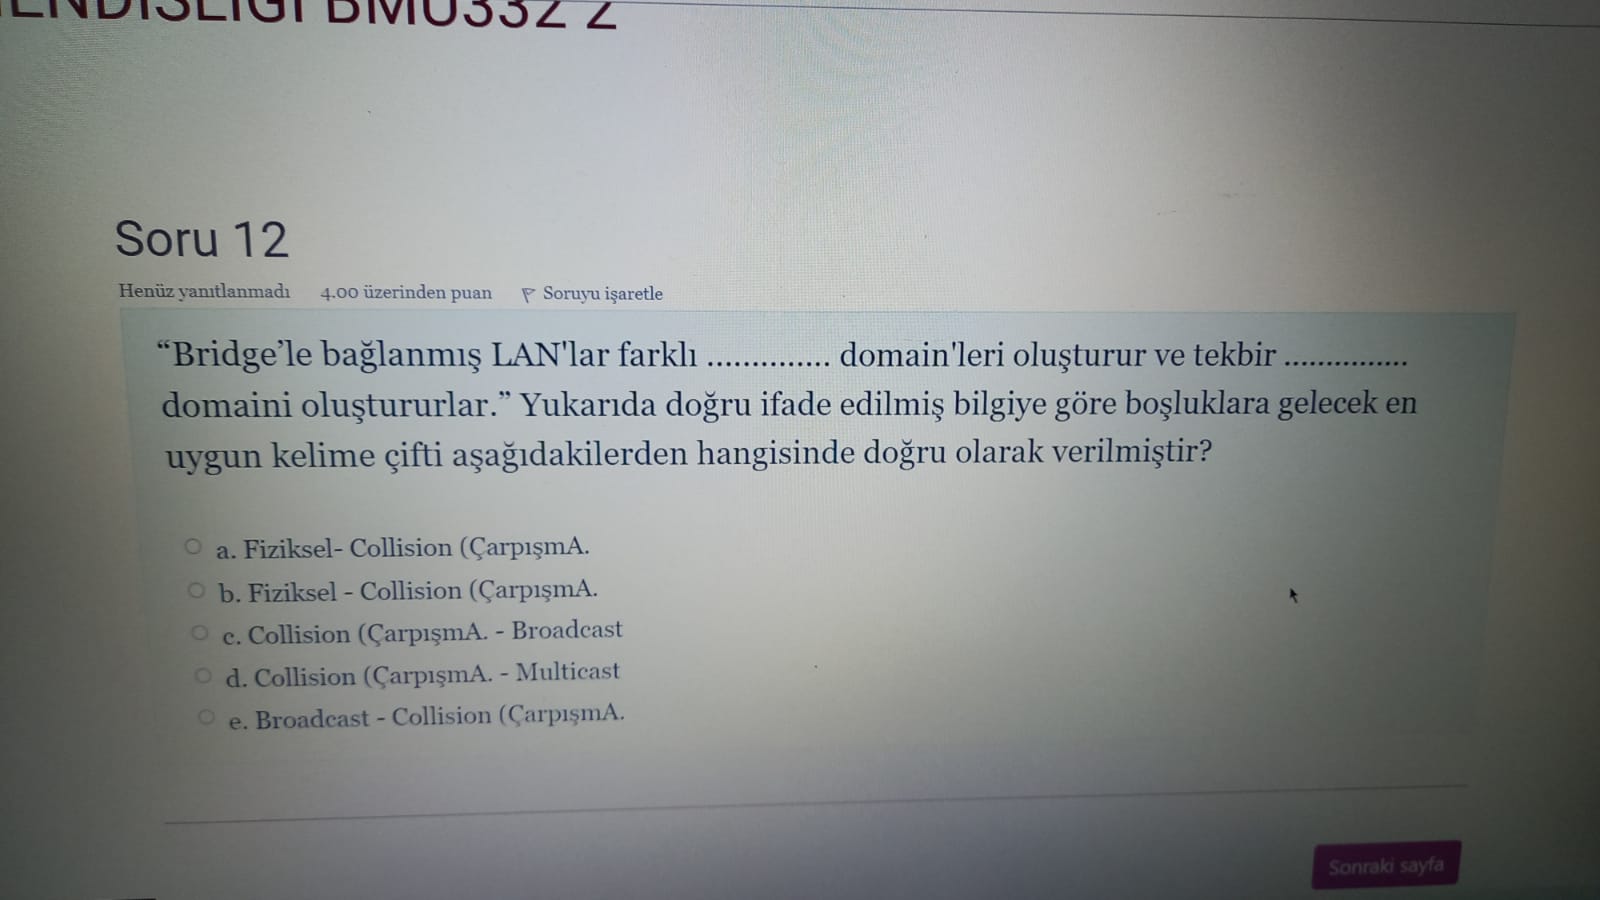 BMÜ332 2
Soru 12
Henüz yanıtlanmadı 4.00 üzerinden puan Soruyu işaretle
“Bridge’le bağlanmış LAN'lar farklı .............. domain'leri oluşturur ve tekbir ...............
domaini oluştururlar.” Yukarıda doğru ifade edilmiş bilgiye göre boşluklara gelecek en
uygun kelime çifti aşağıdakilerden hangisinde doğru olarak verilmiştir?
a. Fiziksel- Collision (ÇarpışmA.
b. Fiziksel - Collision (ÇarpışmA.
c. Collision (ÇarpışmA. - Broadcast
d. Collision (ÇarpışmA. - Multicast
e. Broadcast - Collision (ÇarpışmA.
Sonraki sayfa